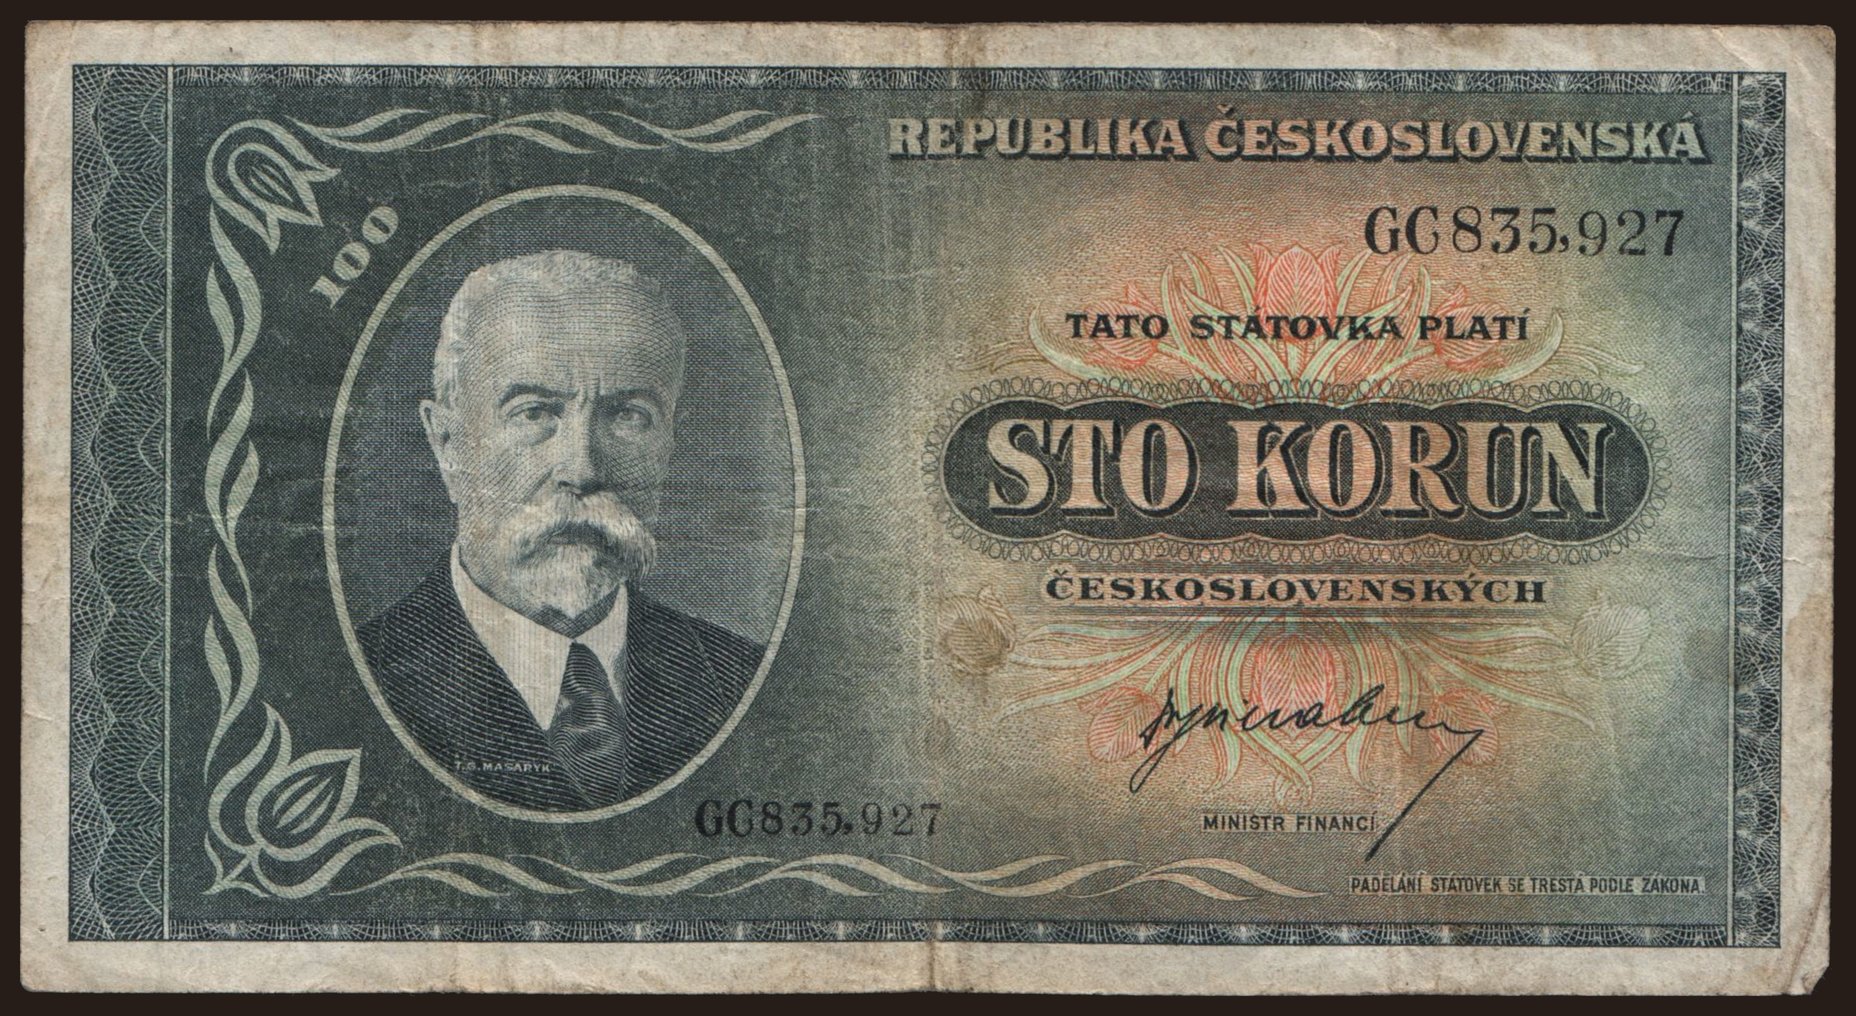 REPUBLIKA ČESKOSLOVENSKÁ
100
GC835,927
TATO STÁTOVKA PLATÍ
STO KORUN
ČESKOSLOVENSKÝCH
T.G.MASARYK
GC835,927
MINISTR FINANCÍ
PADĚLÁNÍ STÁTOVEK SE TRESTÁ PODLE ZÁKONA.